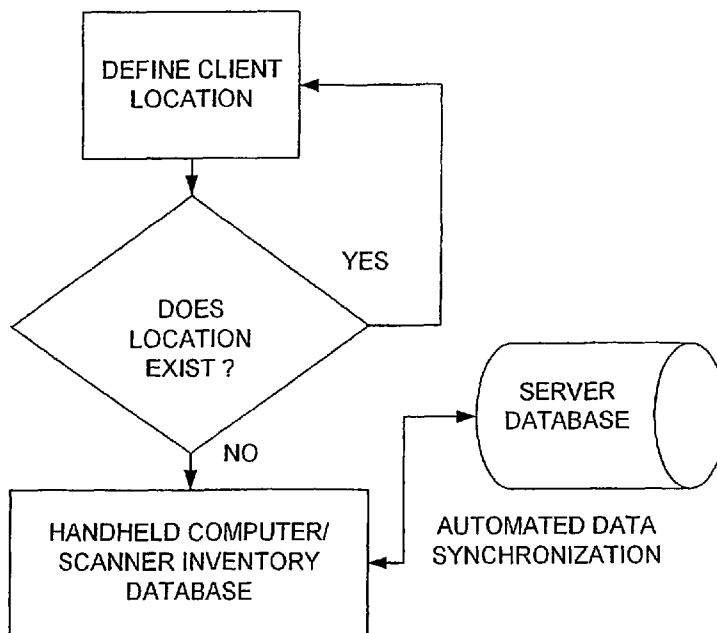 DEFINE CLIENT
LOCATION
YES
DOES
LOCATION
EXIST ?
NO
SERVER
DATABASE
HANDHELD COMPUTER/
SCANNER INVENTORY
DATABASE
AUTOMATED DATA
SYNCHRONIZATION